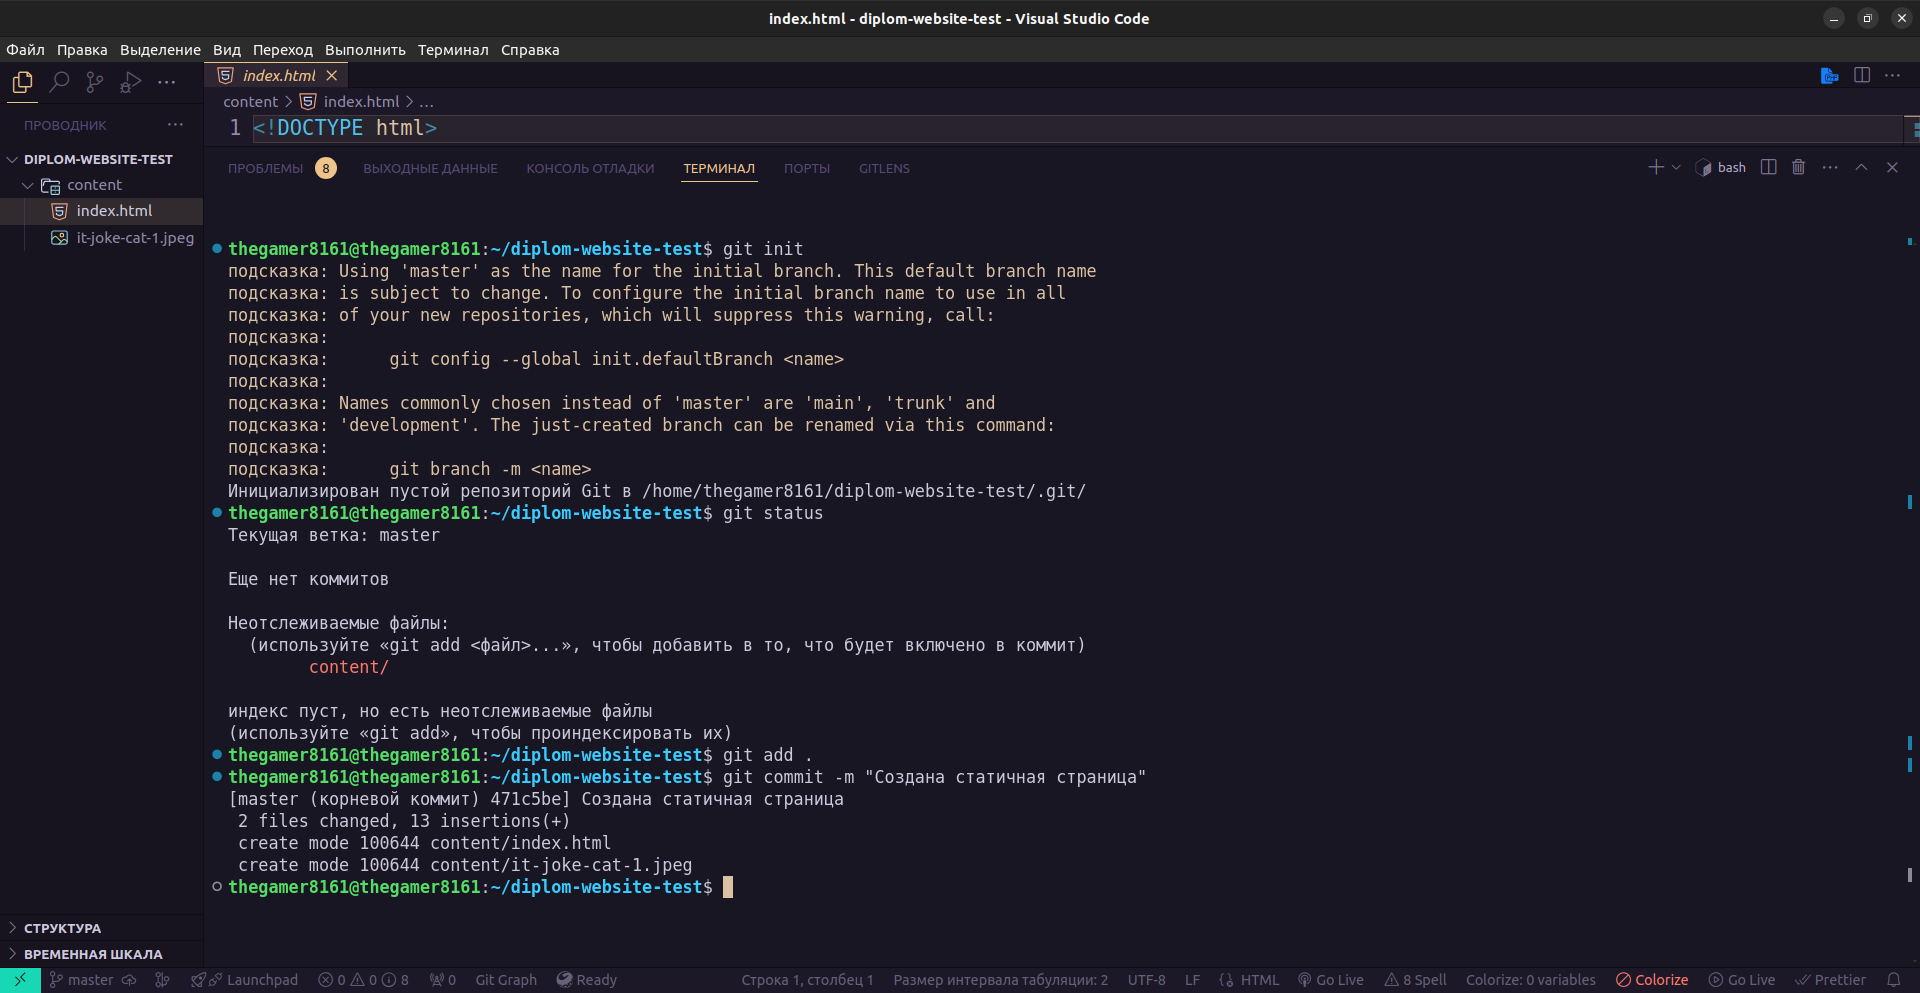 index.html - diplom-website-test - Visual Studio Code
Файл Правка Выделение Вид Переход Выполнить Терминал Справка
index.html
content > index.html > ...
ПРОВОДНИК
1 <!DOCTYPE html>
DIPLOM-WEBSITE-TEST
content
index.html
it-joke-cat-1.jpeg
ПРОБЛЕМЫ 8 ВЫХОДНЫЕ ДАННЫЕ КОНСОЛЬ ОТЛАДКИ ТЕРМИНАЛ ПОРТЫ GITLENS
bash
thegamer8161@thegamer8161:~/diplom-website-test$ git init
подсказка: Using 'master' as the name for the initial branch. This default branch name
подсказка: is subject to change. To configure the initial branch name to use in all
подсказка: of your new repositories, which will suppress this warning, call:
подсказка:
подсказка:      git config --global init.defaultBranch <name>
подсказка:
подсказка: Names commonly chosen instead of 'master' are 'main', 'trunk' and
подсказка: 'development'. The just-created branch can be renamed via this command:
подсказка:
подсказка:      git branch -m <name>
Инициализирован пустой репозиторий Git в /home/thegamer8161/diplom-website-test/.git/
thegamer8161@thegamer8161:~/diplom-website-test$ git status
Текущая ветка: master
Еще нет коммитов
Неотслеживаемые файлы:
(используйте «git add <файл>...», чтобы добавить в то, что будет включено в коммит)
content/
индекс пуст, но есть неотслеживаемые файлы
(используйте «git add», чтобы проиндексировать их)
thegamer8161@thegamer8161:~/diplom-website-test$ git add .
thegamer8161@thegamer8161:~/diplom-website-test$ git commit -m "Создана статичная страница"
[master (корневой коммит) 471c5be] Создана статичная страница
2 files changed, 13 insertions(+)
create mode 100644 content/index.html
create mode 100644 content/it-joke-cat-1.jpeg
thegamer8161@thegamer8161:~/diplom-website-test$
СТРУКТУРА
ВРЕМЕННАЯ ШКАЛА
master Launchpad 0 0 8 0 Git Graph Ready Строка 1, столбец 1 Размер интервала табуляции: 2 UTF-8 LF {} HTML Go Live 8 Spell Colorize: 0 variables Colorize Go Live Prettier